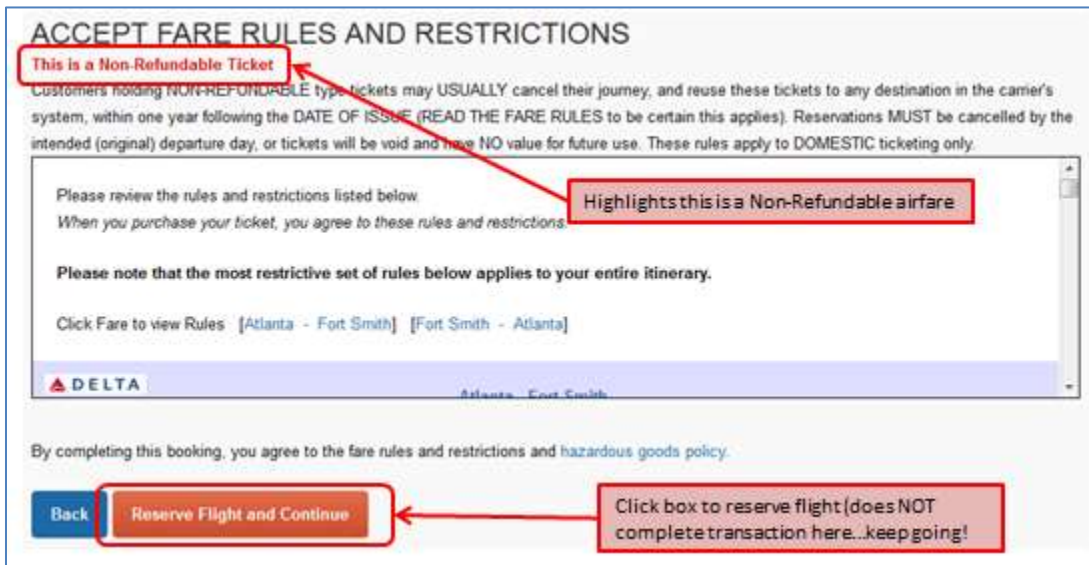 ACCEPT FARE RULES AND RESTRICTIONS
This is a Non-Refundable Ticket
Customers holding NON-REFUNDABLE type tickets may USUALLY cancel their journey, and reuse these tickets to any destination in the carrier's
system, within one year following the DATE OF ISSUE (READ THE FARE RULES to be certain this applies). Reservations MUST be cancelled by the
intended (original) departure day, or tickets will be void and have NO value for future use. These rules apply to DOMESTIC ticketing only.
Please review the rules and restrictions listed below.
Highlights this is a Non-Refundable airfare
When you purchase your ticket, you agree to these rules and restrictions.
Please note that the most restrictive set of rules below applies to your entire itinerary.
Click Fare to view Rules [Atlanta - Fort Smith] [Fort Smith - Atlanta]
DELTA
Atlanta Fort Smith
By completing this booking, you agree to the fare rules and restrictions and hazardous goods policy.
Back
Reserve Flight and Continue
Click box to reserve flight (does NOT
complete transaction here...keep going!